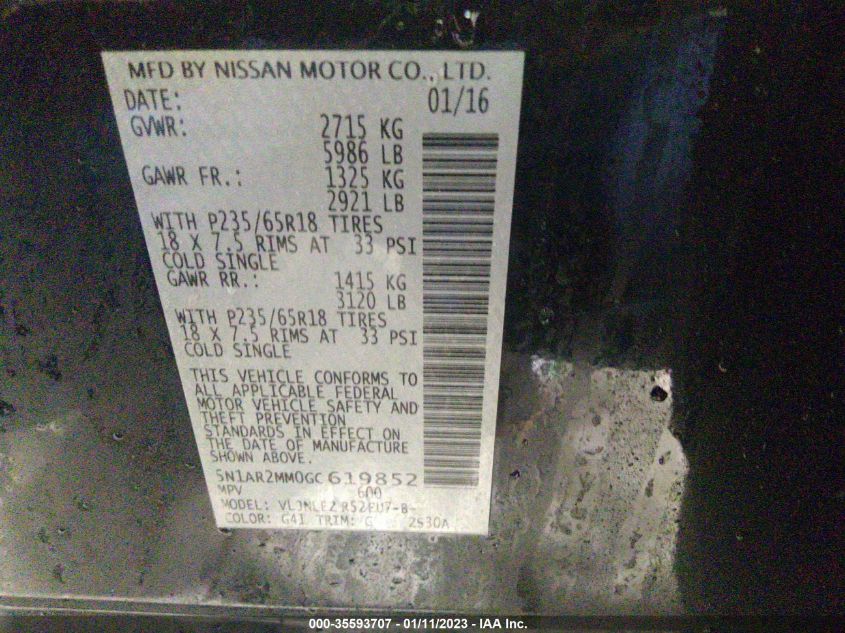 MFD BY NISSAN MOTOR CO., LTD.
DATE: 01/16
GVWR: 2715 KG
5986 LB
GAWR FR.: 1325 KG
2921 LB
WITH P235/65R18 TIRES
18 X 7.5 RIMS AT 33 PSI
COLD SINGLE
GAWR RR.: 1415 KG
3120 LB
WITH P235/65R18 TIRES
18 X 7.5 RIMS AT 33 PSI
COLD SINGLE
THIS VEHICLE CONFORMS TO
ALL APPLICABLE FEDERAL
MOTOR VEHICLE SAFETY AND
THEFT PREVENTION
STANDARDS IN EFFECT ON
THE DATE OF MANUFACTURE
SHOWN ABOVE.
5N1AR2MM0GC619852
MPV 600
MODEL:
COLOR: G41 TRIM: G 2S30A
000-35593707 - 01/11/2023 - IAA Inc.